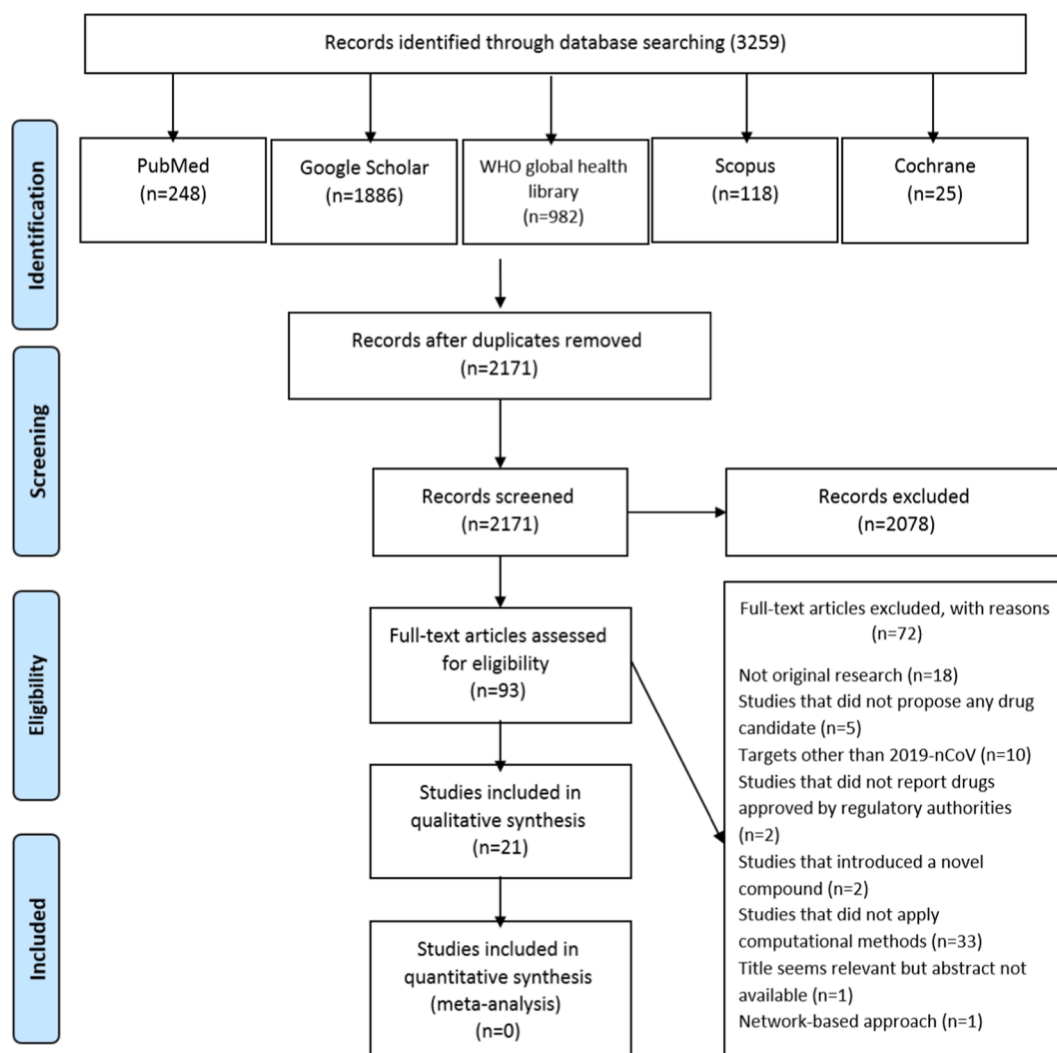 Records identified through database searching (3259)
Identification
PubMed
(n=248)
Google Scholar
(n=1886)
WHO global health
library
(n=982)
Scopus
(n=118)
Cochrane
(n=25)
Records after duplicates removed
(n=2171)
Screening
Records screened
(n=2171)
Records excluded
(n=2078)
Eligibility
Full-text articles assessed
for eligibility
(n=93)
Full-text articles excluded, with reasons
(n=72)
Not original research (n=18)
Studies that did not propose any drug
candidate (n=5)
Targets other than 2019-nCoV (n=10)
Studies that did not report drugs
approved by regulatory authorities
(n=2)
Studies that introduced a novel
compound (n=2)
Studies that did not apply
computational methods (n=33)
Title seems relevant but abstract not
available (n=1)
Network-based approach (n=1)
Studies included in
qualitative synthesis
(n=21)
Included
Studies included in
quantitative synthesis
(meta-analysis)
(n=0)